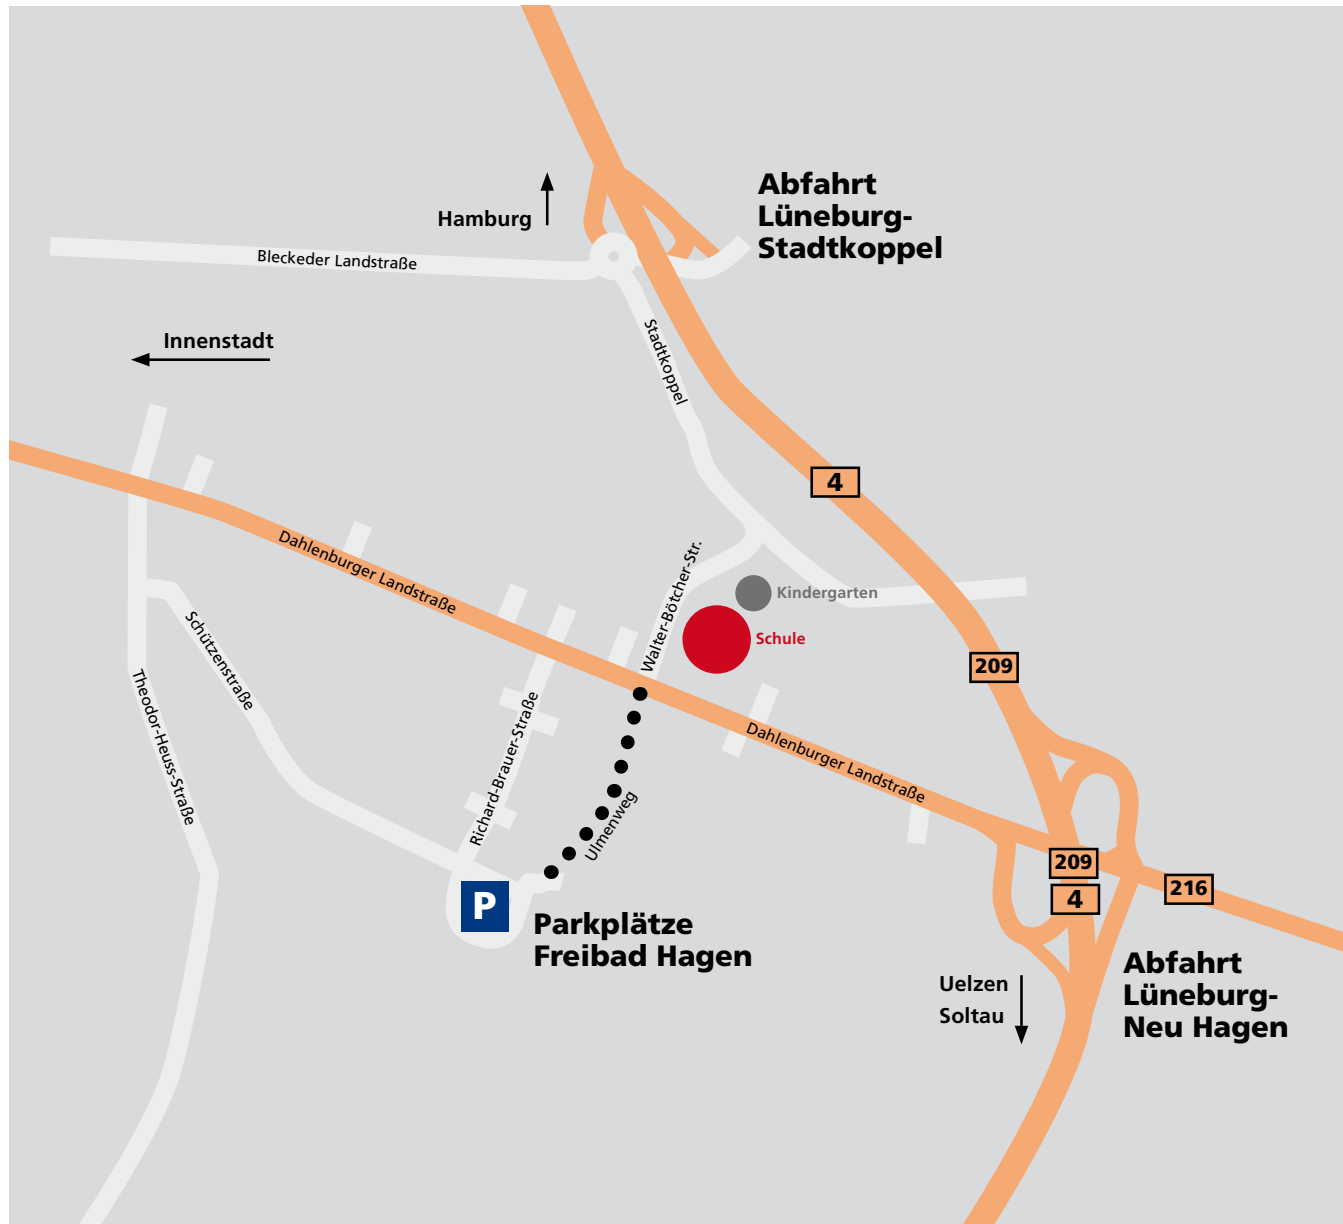 Abfahrt
Lüneburg-
Stadtkoppel
Hamburg
Bleckeder Landstraße
Innenstadt
Stadtkoppel
4
Dahlenburger Landstraße
Walter-Bötcher-Str.
Kindergarten
Schule
209
Schützenstraße
Theodor-Heuss-Straße
Richard-Brauer-Straße
Dahlenburger Landstraße
Ulmenweg
209
4
216
P
Parkplätze
Freibad Hagen
Uelzen
Soltau
Abfahrt
Lüneburg-
Neu Hagen